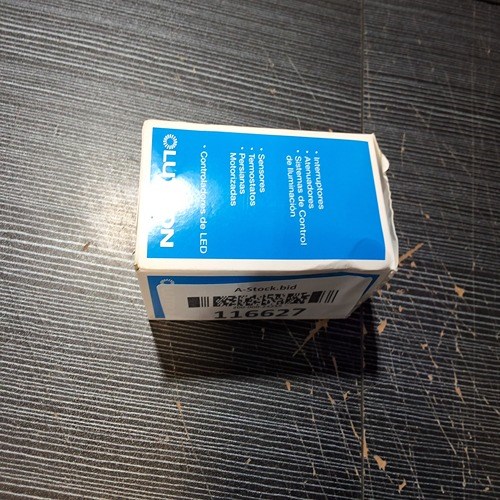 LUTRON
• Interruptores
• Atenuadores
• Sistemas de Control
de Iluminación
• Sensores
• Termostatos
• Persianas
Motorizadas
• Controladores de LED
A-Stock.bid
116627